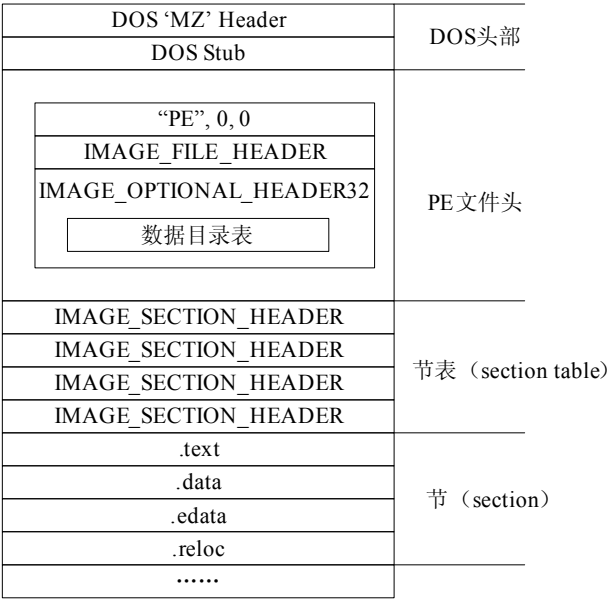 DOS ‘MZ’ Header
DOS头部
DOS Stub
“PE”, 0, 0
IMAGE_FILE_HEADER
IMAGE_OPTIONAL_HEADER32
数据目录表
PE文件头
IMAGE_SECTION_HEADER
IMAGE_SECTION_HEADER
IMAGE_SECTION_HEADER
IMAGE_SECTION_HEADER
节表（section table）
.text
.data
.edata
.reloc
节（section）
……